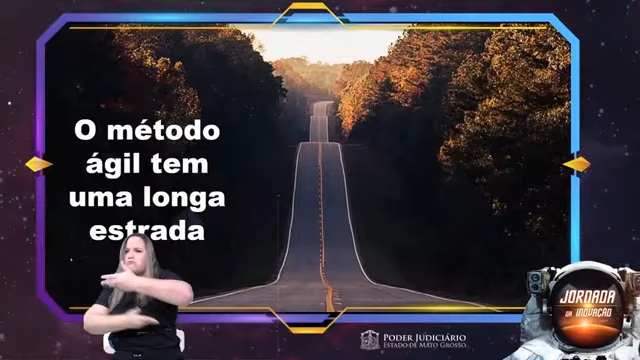 O método
ágil tem
uma longa
estrada
JORNADA
DA INOVAÇÃO
PODER JUDICIÁRIO
ESTADO DE MATO GROSSO